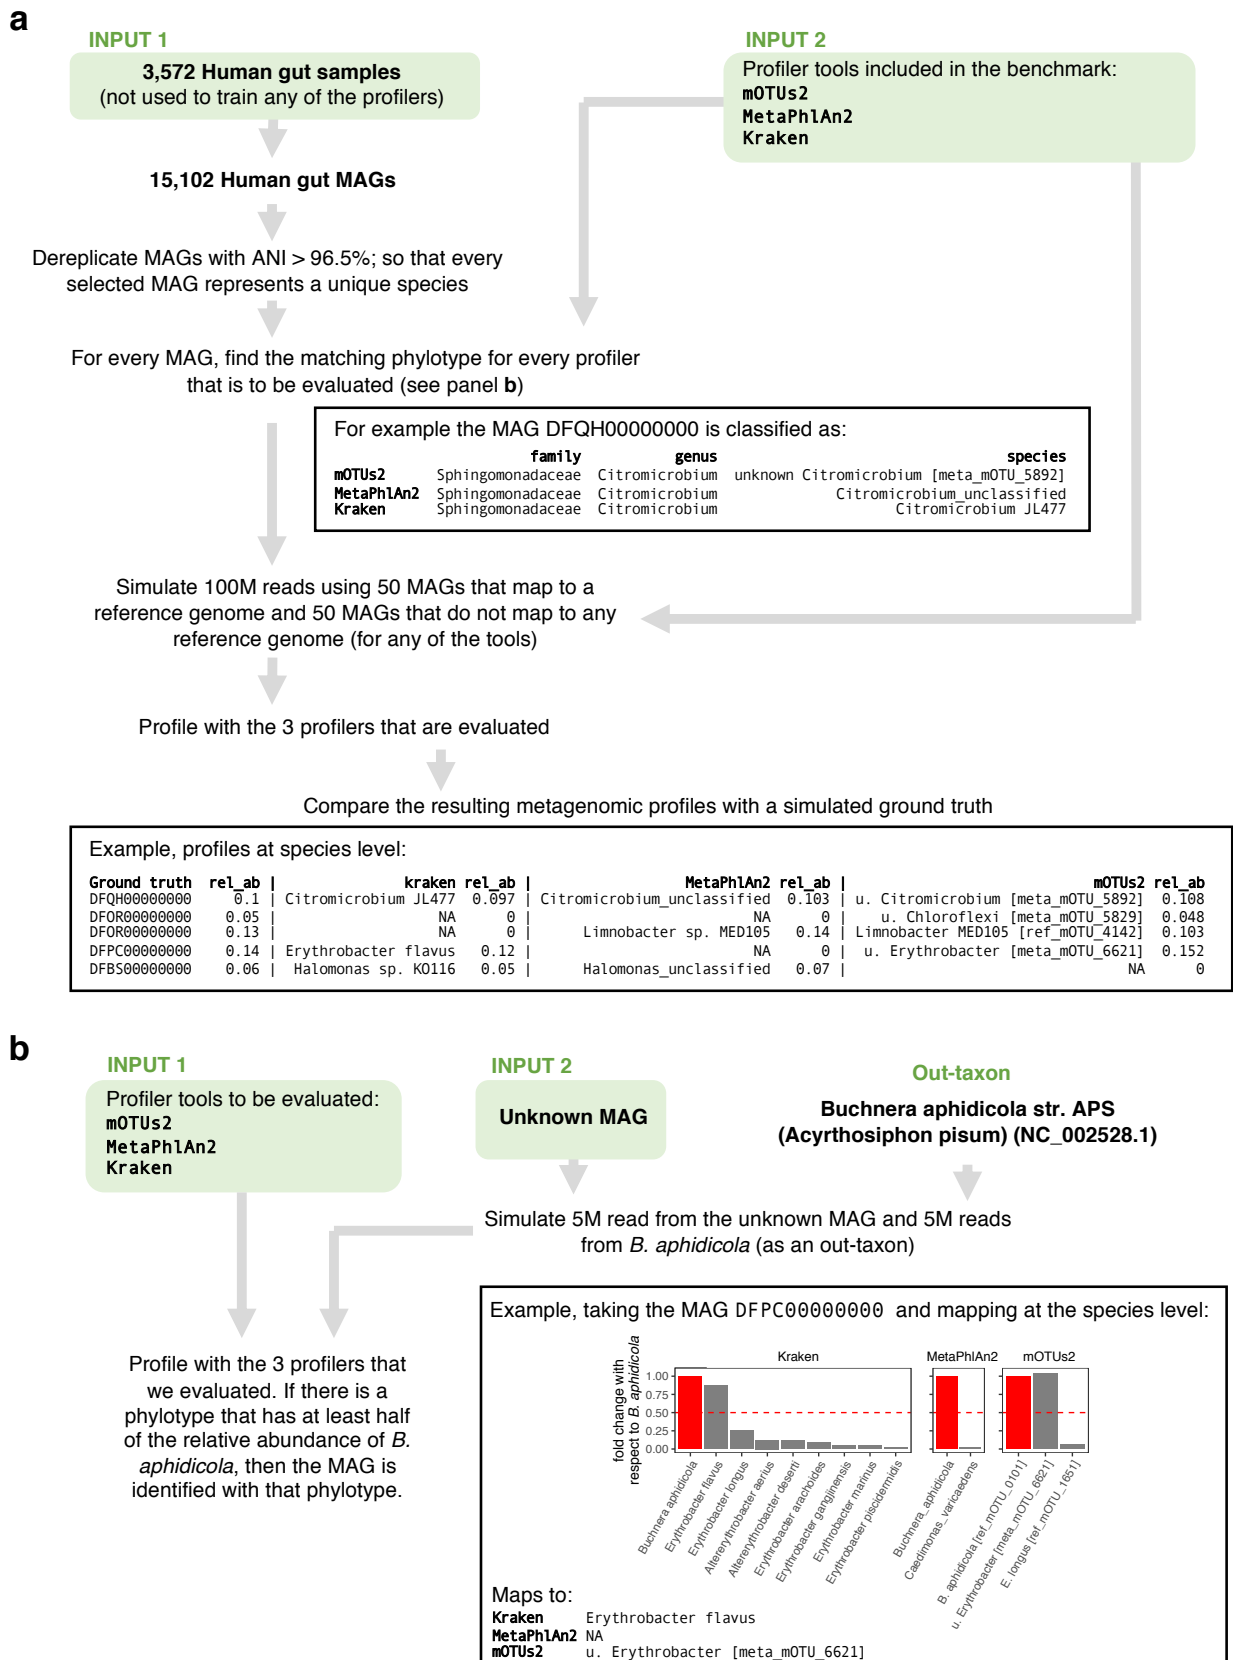 a
INPUT 1
3,572 Human gut samples
(not used to train any of the profilers)
INPUT 2
Profiler tools included in the benchmark:
mOTUs2
MetaPhlAn2
Kraken
15,102 Human gut MAGs
Dereplicate MAGs with ANI > 96.5%; so that every
selected MAG represents a unique species
For every MAG, find the matching phylotype for every profiler
that is to be evaluated (see panel b)
For example the MAG DFQH00000000 is classified as:
family genus species
mOTUs2 Sphingomonadaceae Citromicrobium unknown Citromicrobium [meta_mOTU_5892]
MetaPhlAn2 Sphingomonadaceae Citromicrobium Citromicrobium_unclassified
Kraken Sphingomonadaceae Citromicrobium Citromicrobium JL477
Simulate 100M reads using 50 MAGs that map to a
reference genome and 50 MAGs that do not map to any
reference genome (for any of the tools)
Profile with the 3 profilers that are evaluated
Compare the resulting metagenomic profiles with a simulated ground truth
Example, profiles at species level:
Ground truth rel_ab | kraken rel_ab | MetaPhlAn2 rel_ab | mOTUs2 rel_ab
DFQH00000000 0.1 | Citromicrobium JL477 0.097 | Citromicrobium_unclassified 0.103 | u. Citromicrobium [meta_mOTU_5892] 0.108
DFOR00000000 0.05 | NA 0 | NA 0 | u. Chloroflexi [meta_mOTU_5829] 0.048
DFOR00000000 0.13 | NA 0 | Limnobacter sp. MED105 0.14 | Limnobacter MED105 [ref_mOTU_4142] 0.103
DFPC00000000 0.14 | Erythrobacter flavus 0.12 | NA 0 | u. Erythrobacter [meta_mOTU_6621] 0.152
DFBS00000000 0.06 | Halomonas sp. KO116 0.05 | Halomonas_unclassified 0.07 | NA 0
b
INPUT 1
Profiler tools to be evaluated:
mOTUs2
MetaPhlAn2
Kraken
INPUT 2
Unknown MAG
Out-taxon
Buchnera aphidicola str. APS
(Acyrthosiphon pisum) (NC_002528.1)
Simulate 5M read from the unknown MAG and 5M reads
from B. aphidicola (as an out-taxon)
Profile with the 3 profilers that
we evaluated. If there is a
phylotype that has at least half
of the relative abundance of B.
aphidicola, then the MAG is
identified with that phylotype.
Example, taking the MAG DFPC00000000 and mapping at the species level:
fold change with
respect to B. aphidicola
Kraken
MetaPhlAn2
mOTUs2
1.00
0.75
0.50
0.25
0.00
Buchnera aphidicola
Erythrobacter flavus
Erythrobacter longus
Altererythrobacter aerius
Altererythrobacter deserti
Erythrobacter arachoides
Erythrobacter gangjinensis
Erythrobacter marinus
Erythrobacter piscidermidis
Buchnera_aphidicola
Caedimonas_varicaedens
B. aphidicola [ref_mOTU_0101]
u. Erythrobacter [meta_mOTU_6621]
E. longus [ref_mOTU_1651]
Maps to:
Kraken Erythrobacter flavus
MetaPhlAn2 NA
mOTUs2 u. Erythrobacter [meta_mOTU_6621]